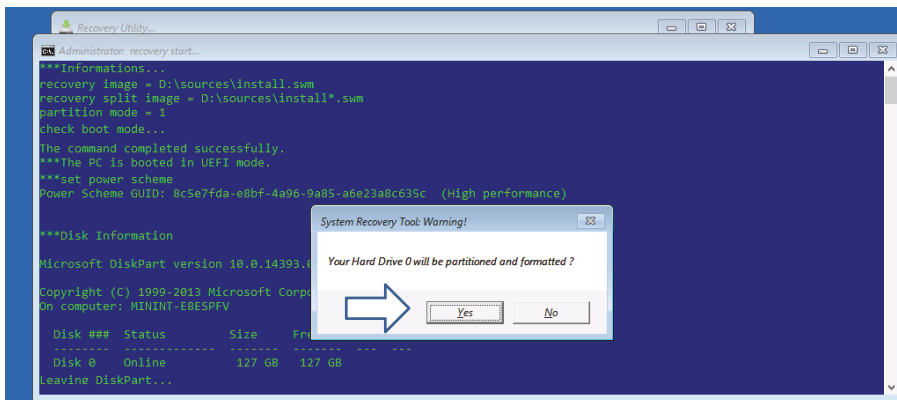 Recovery Utility...
Administrator: recovery start...
***Informations...
recovery image = D:\sources\install.swm
recovery split image = D:\sources\install*.swm
partition mode = 1
check boot mode...
The command completed successfully.
***The PC is booted in UEFI mode.
***set power scheme
Power Scheme GUID: 8c5e7fda-e8bf-4a96-9a85-a6e23a8c635c (High performance)
***Disk Information
Microsoft DiskPart version 10.0.14393.
Copyright (C) 1999-2013 Microsoft Corpo
On computer: MININT-E8ESPFV
Disk ### Status Size Fre
-------- ------------- ------- ------- --- ---
Disk 0 Online 127 GB 127 GB
Leaving DiskPart...
System Recovery Tool: Warning!
Your Hard Drive 0 will be partitioned and formatted ?
Yes No